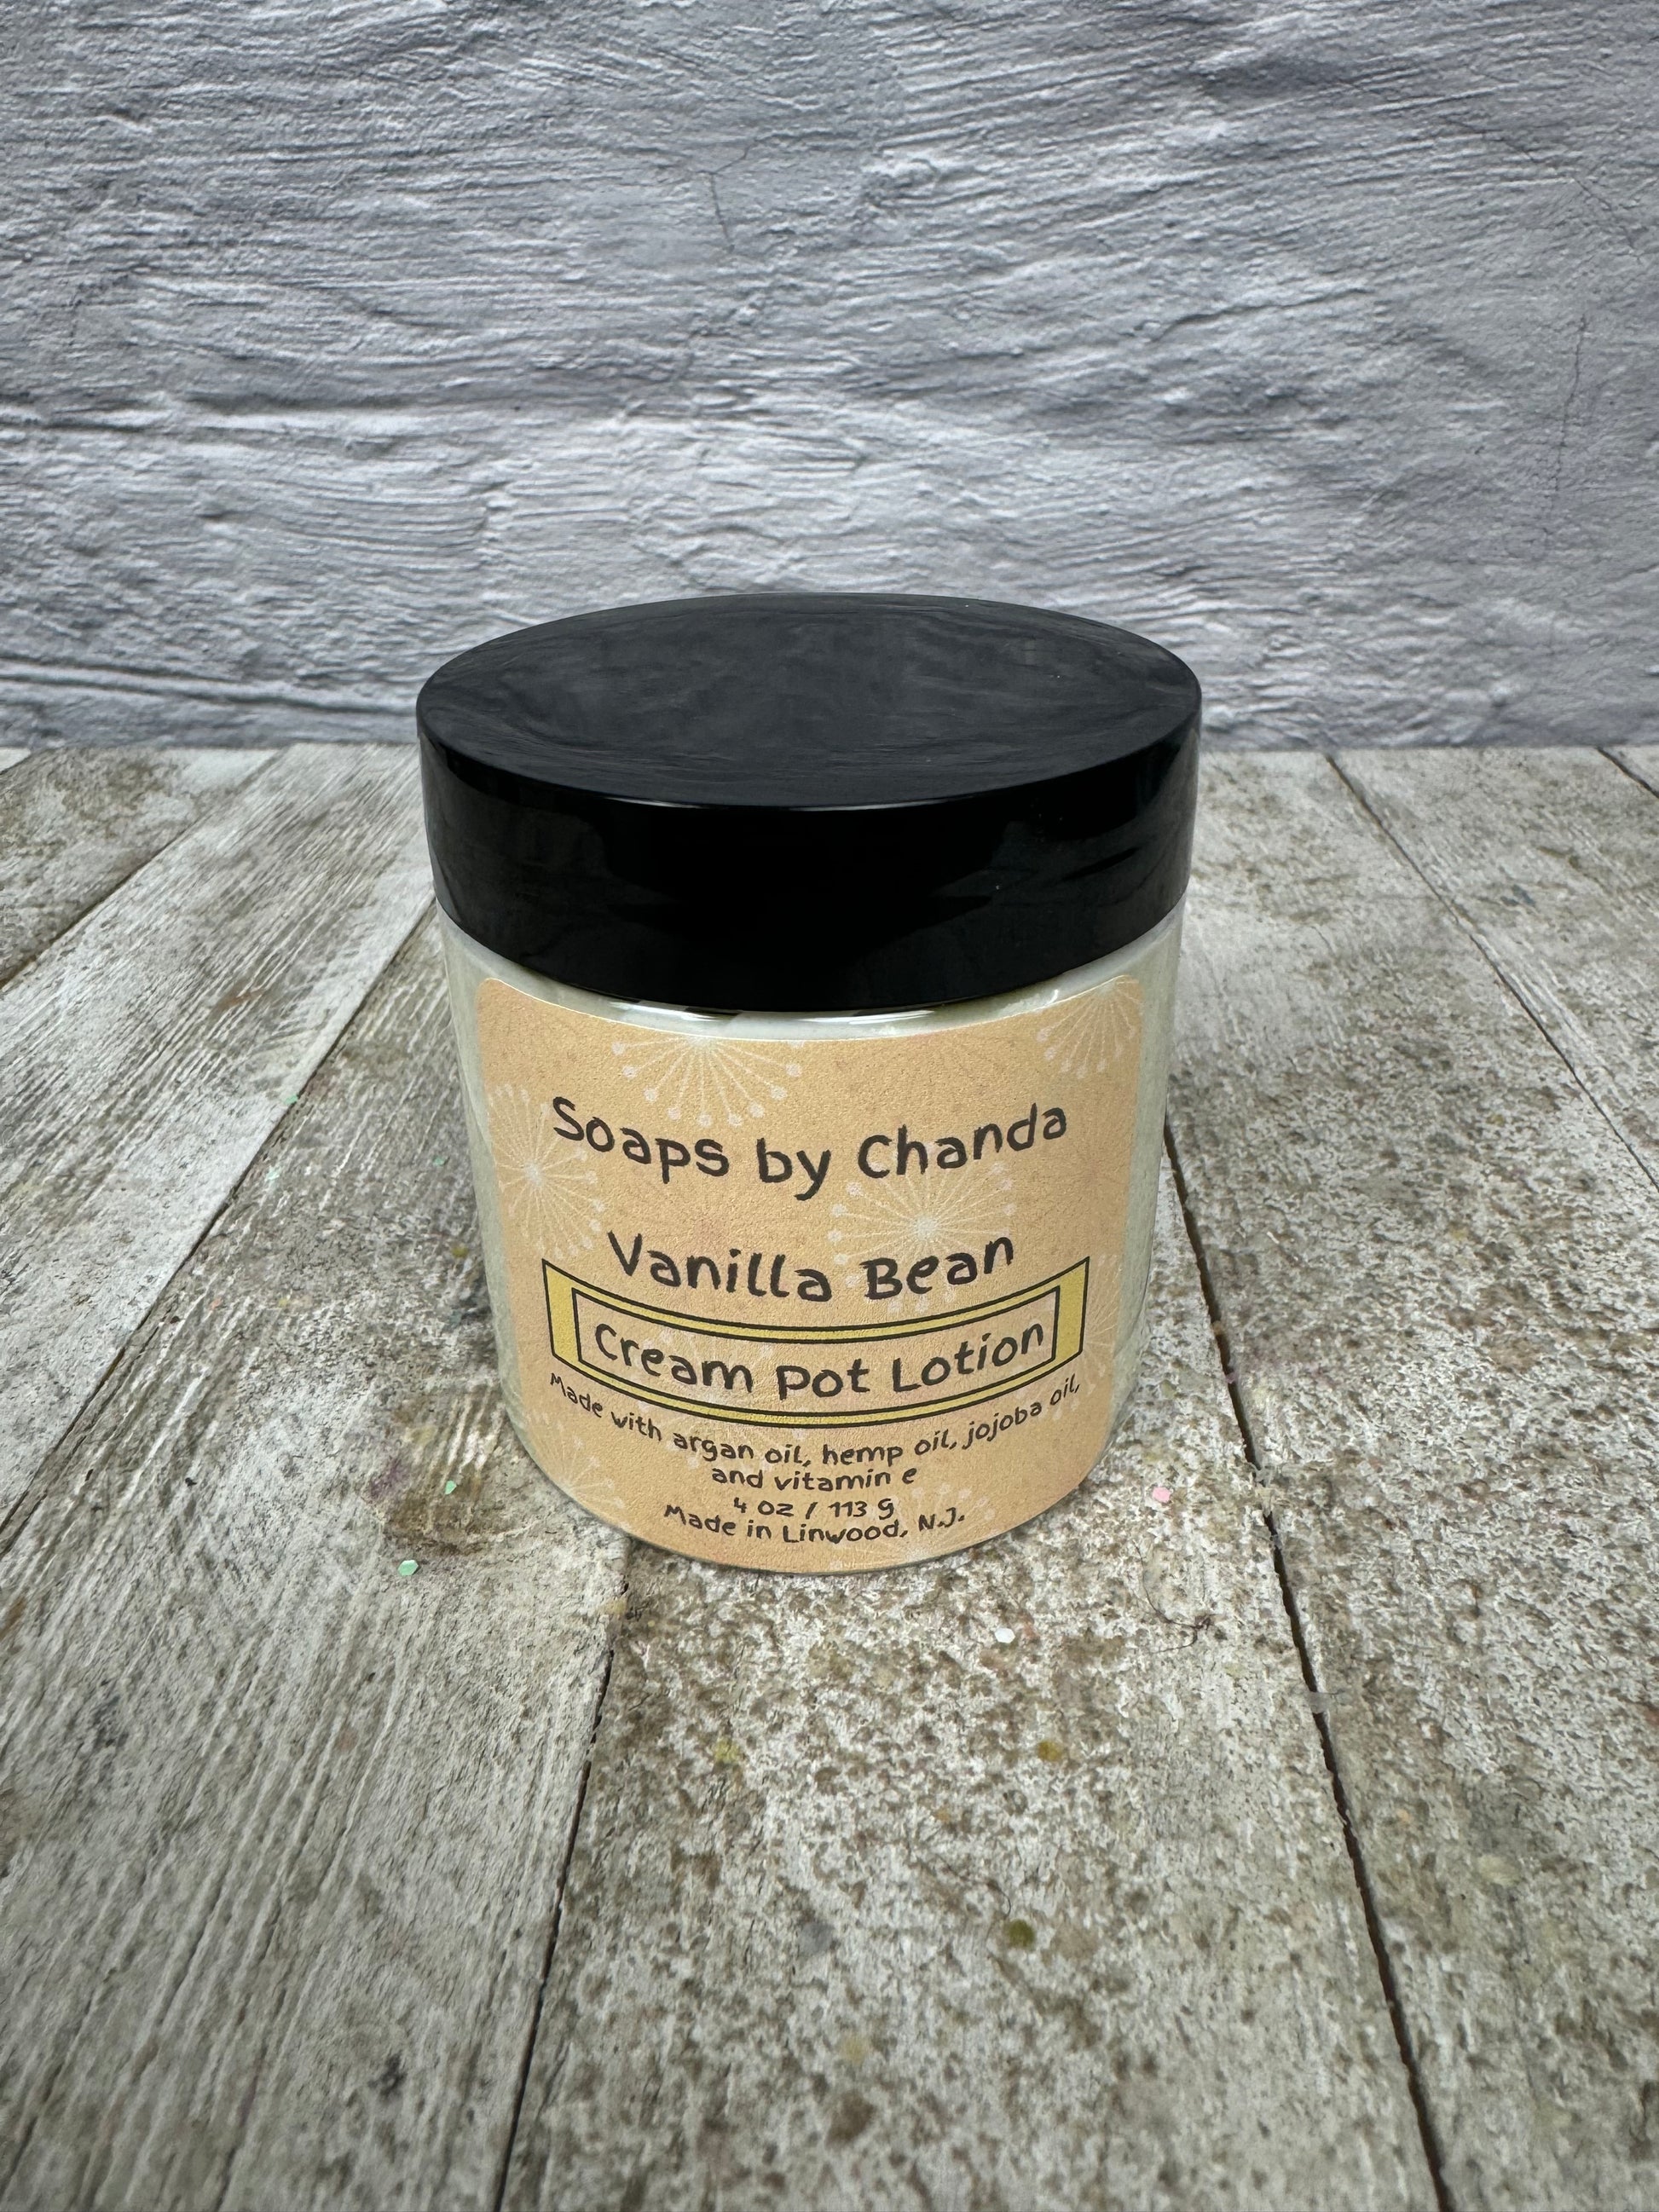 Soaps by Chanda
Vanilla Bean
Cream Pot Lotion
Made with argan oil, hemp oil, jojoba oil,
and vitamin e
4 oz / 113 g
Made in Linwood, N.J.